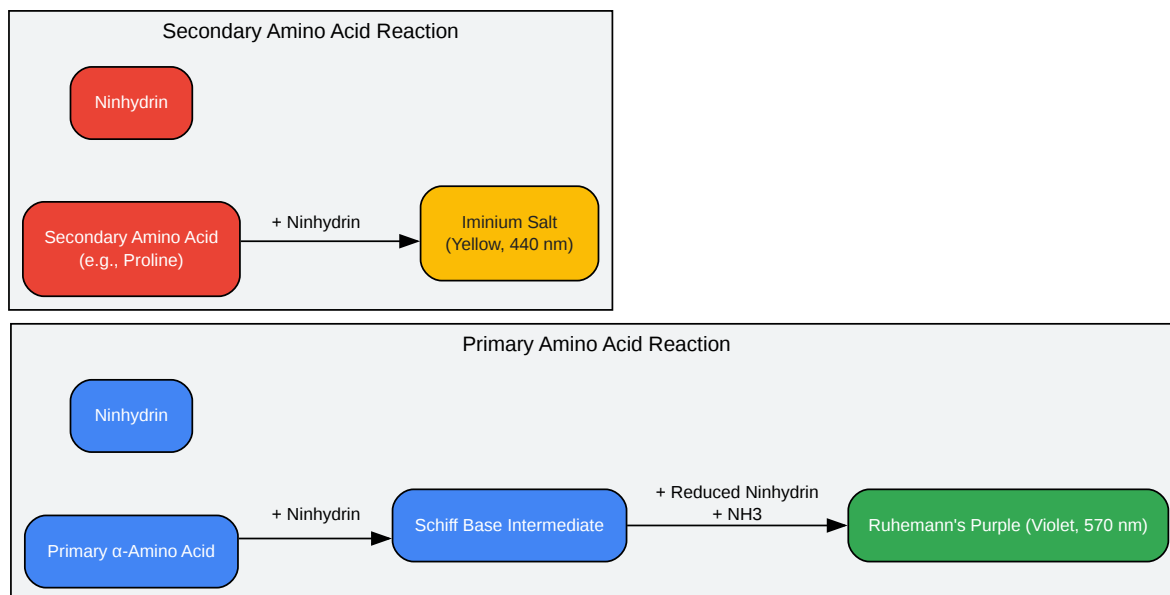 Secondary Amino Acid Reaction
Ninhydrin
Secondary Amino Acid
(e.g., Proline)
+ Ninhydrin
Iminium Salt
(Yellow, 440 nm)
Primary Amino Acid Reaction
Ninhydrin
Primary α-Amino Acid
+ Ninhydrin
Schiff Base Intermediate
+ Reduced Ninhydrin
+ NH3
Ruhemann's Purple (Violet, 570 nm)